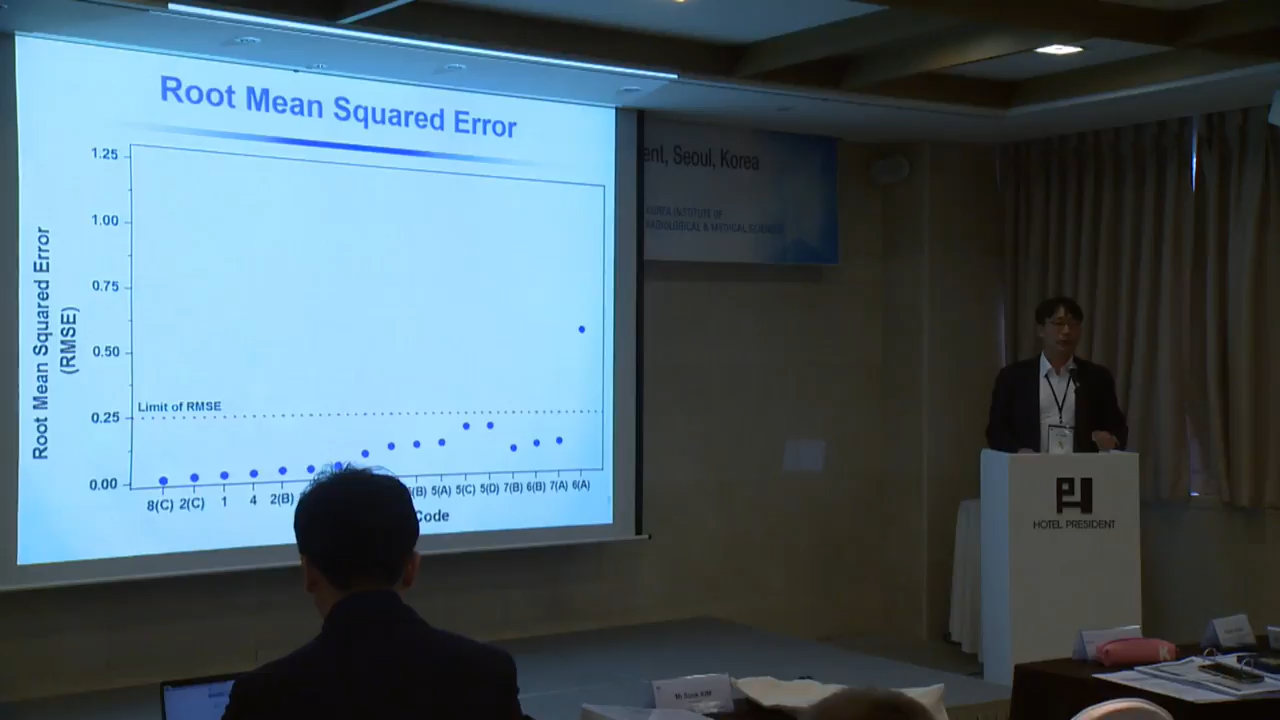 Root Mean Squared Error
Root Mean Squared Error
(RMSE)
1.25
1.00
0.75
0.50
0.25
0.00
Limit of RMSE
8(C) 2(C) 1 4 2(B) 5(A) 5(C) 5(D) 7(B) 6(B) 7(A) 6(A)
Code
Seoul, Korea
KOREA INSTITUTE OF
RADIOLOGICAL & MEDICAL
HOTEL PRESIDENT